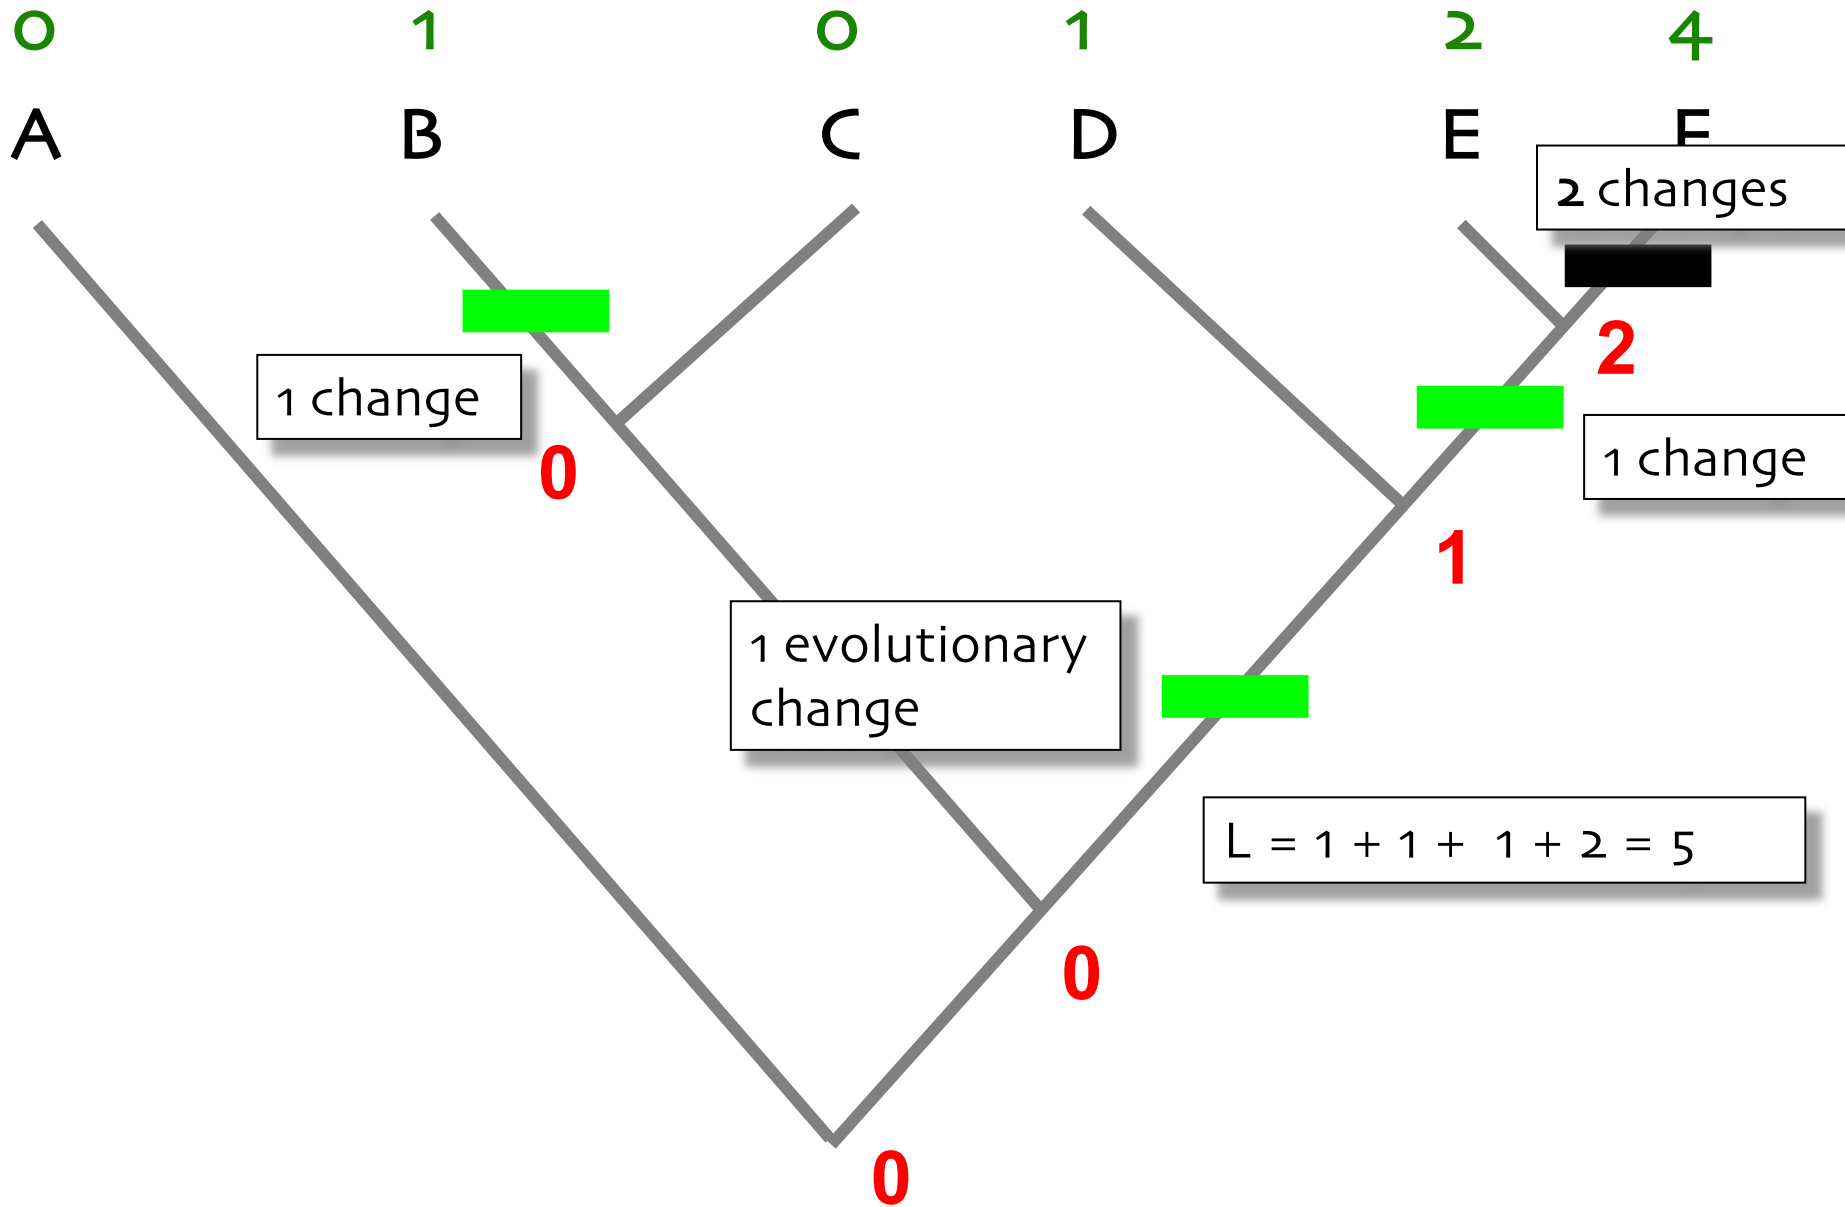 0 1 0 1 2 4
A B C D E F
2 changes
2
1 change
1 change
0
1
1 evolutionary
change
L = 1 + 1 + 1 + 2 = 5
0
0